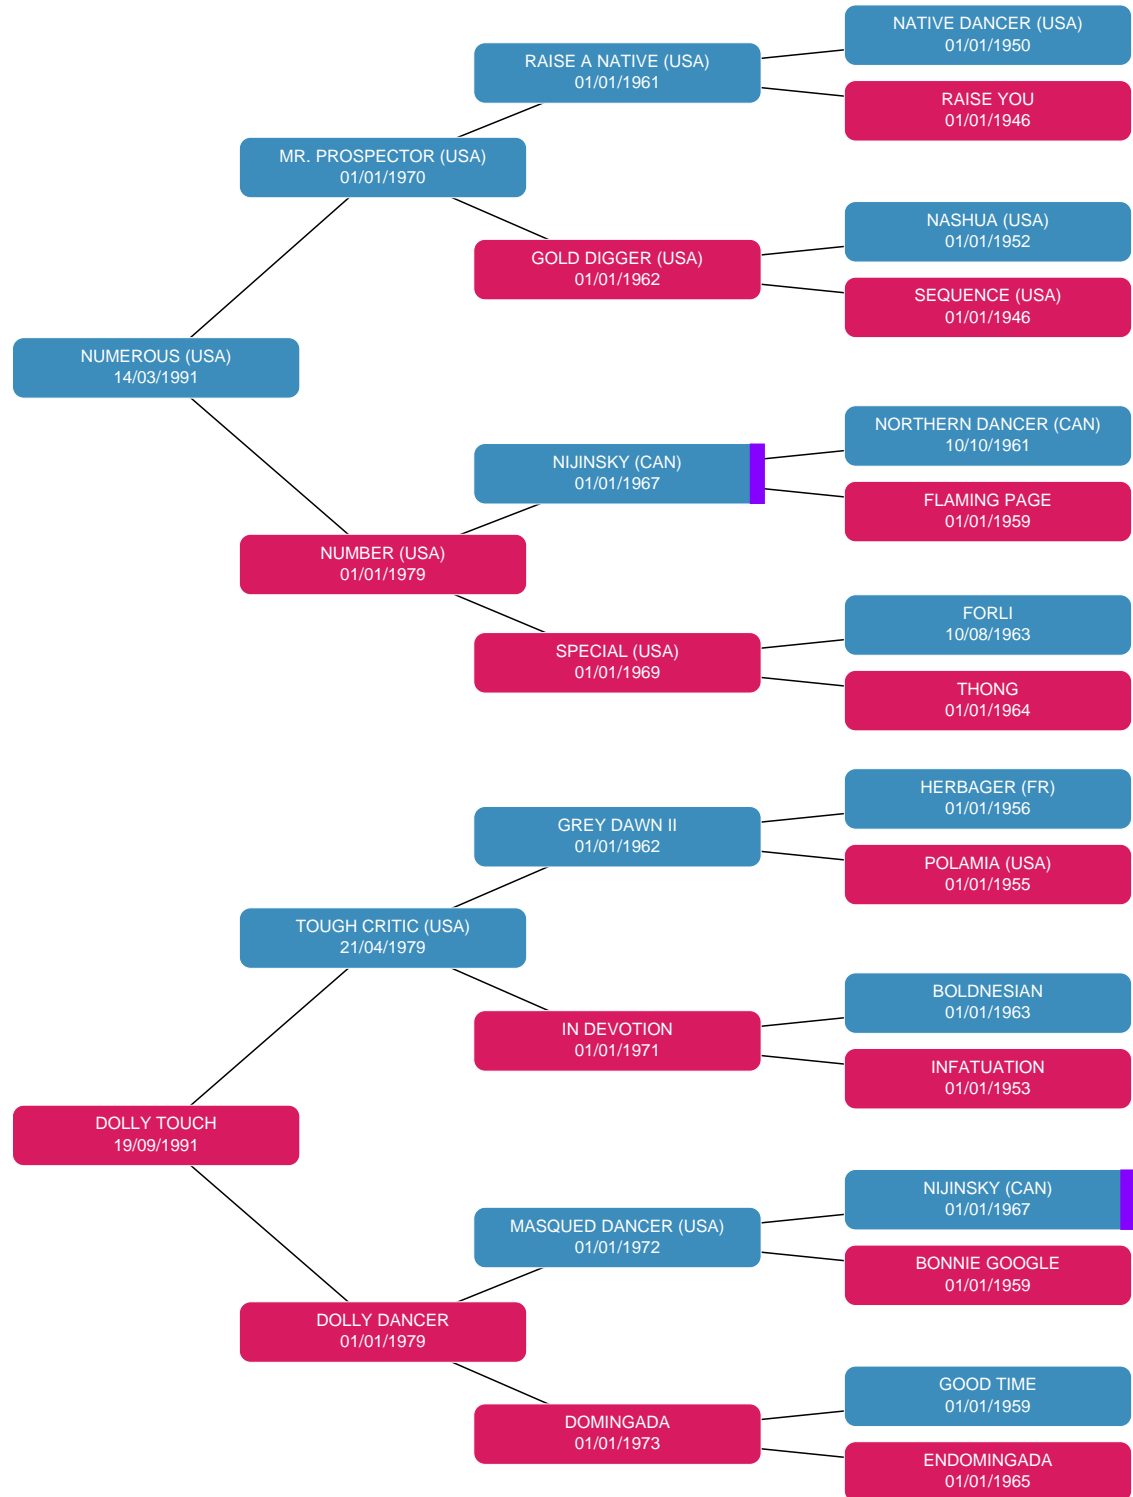 NATIVE DANCER (USA)
01/01/1950
RAISE A NATIVE (USA)
01/01/1961
RAISE YOU
01/01/1946
MR. PROSPECTOR (USA)
01/01/1970
NASHUA (USA)
01/01/1952
GOLD DIGGER (USA)
01/01/1962
SEQUENCE (USA)
01/01/1946
NUMEROUS (USA)
14/03/1991
NORTHERN DANCER (CAN)
10/10/1961
NIJINSKY (CAN)
01/01/1967
FLAMING PAGE
01/01/1959
NUMBER (USA)
01/01/1979
FORLI
10/08/1963
SPECIAL (USA)
01/01/1969
THONG
01/01/1964
HERBAGER (FR)
01/01/1956
GREY DAWN II
01/01/1962
POLAMIA (USA)
01/01/1955
TOUGH CRITIC (USA)
21/04/1979
BOLDNESIAN
01/01/1963
IN DEVOTION
01/01/1971
INFATUATION
01/01/1953
DOLLY TOUCH
19/09/1991
NIJINSKY (CAN)
01/01/1967
MASQUED DANCER (USA)
01/01/1972
BONNIE GOOGLE
01/01/1959
DOLLY DANCER
01/01/1979
GOOD TIME
01/01/1959
DOMINGADA
01/01/1973
ENDOMINGADA
01/01/1965